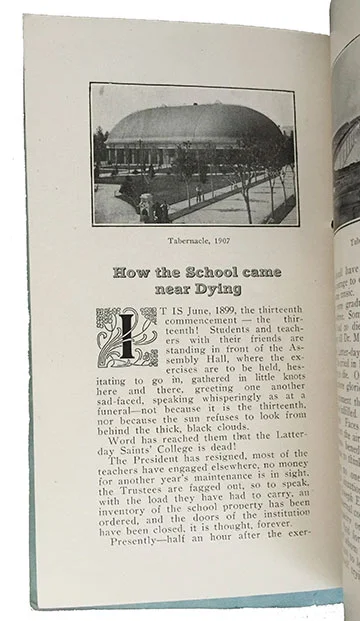 Tabernacle, 1907
How the School came
near Dying
IT IS June, 1899, the thirteenth
commencement — the thir-
teenth! Students and teach-
ers with their friends are
standing in front of the As-
sembly Hall, where the ex-
ercises are to be held, hes-
itating to go in, gathered in little knots
here and there, greeting one another
sad-faced, speaking whisperingly as at a
funeral—not because it is the thirteenth,
nor because the sun refuses to look from
behind the thick, black clouds.
Word has reached them that the Latter-
day Saints' College is dead!
The President has resigned, most of the
teachers have engaged elsewhere, no money
for another year's maintenance is in sight,
the Trustees are fagged out, so to speak,
with the load they have had to carry, an
inventory of the school property has been
ordered, and the doors of the institution
have been closed, it is thought, forever.
Presently—half an hour after the exer-